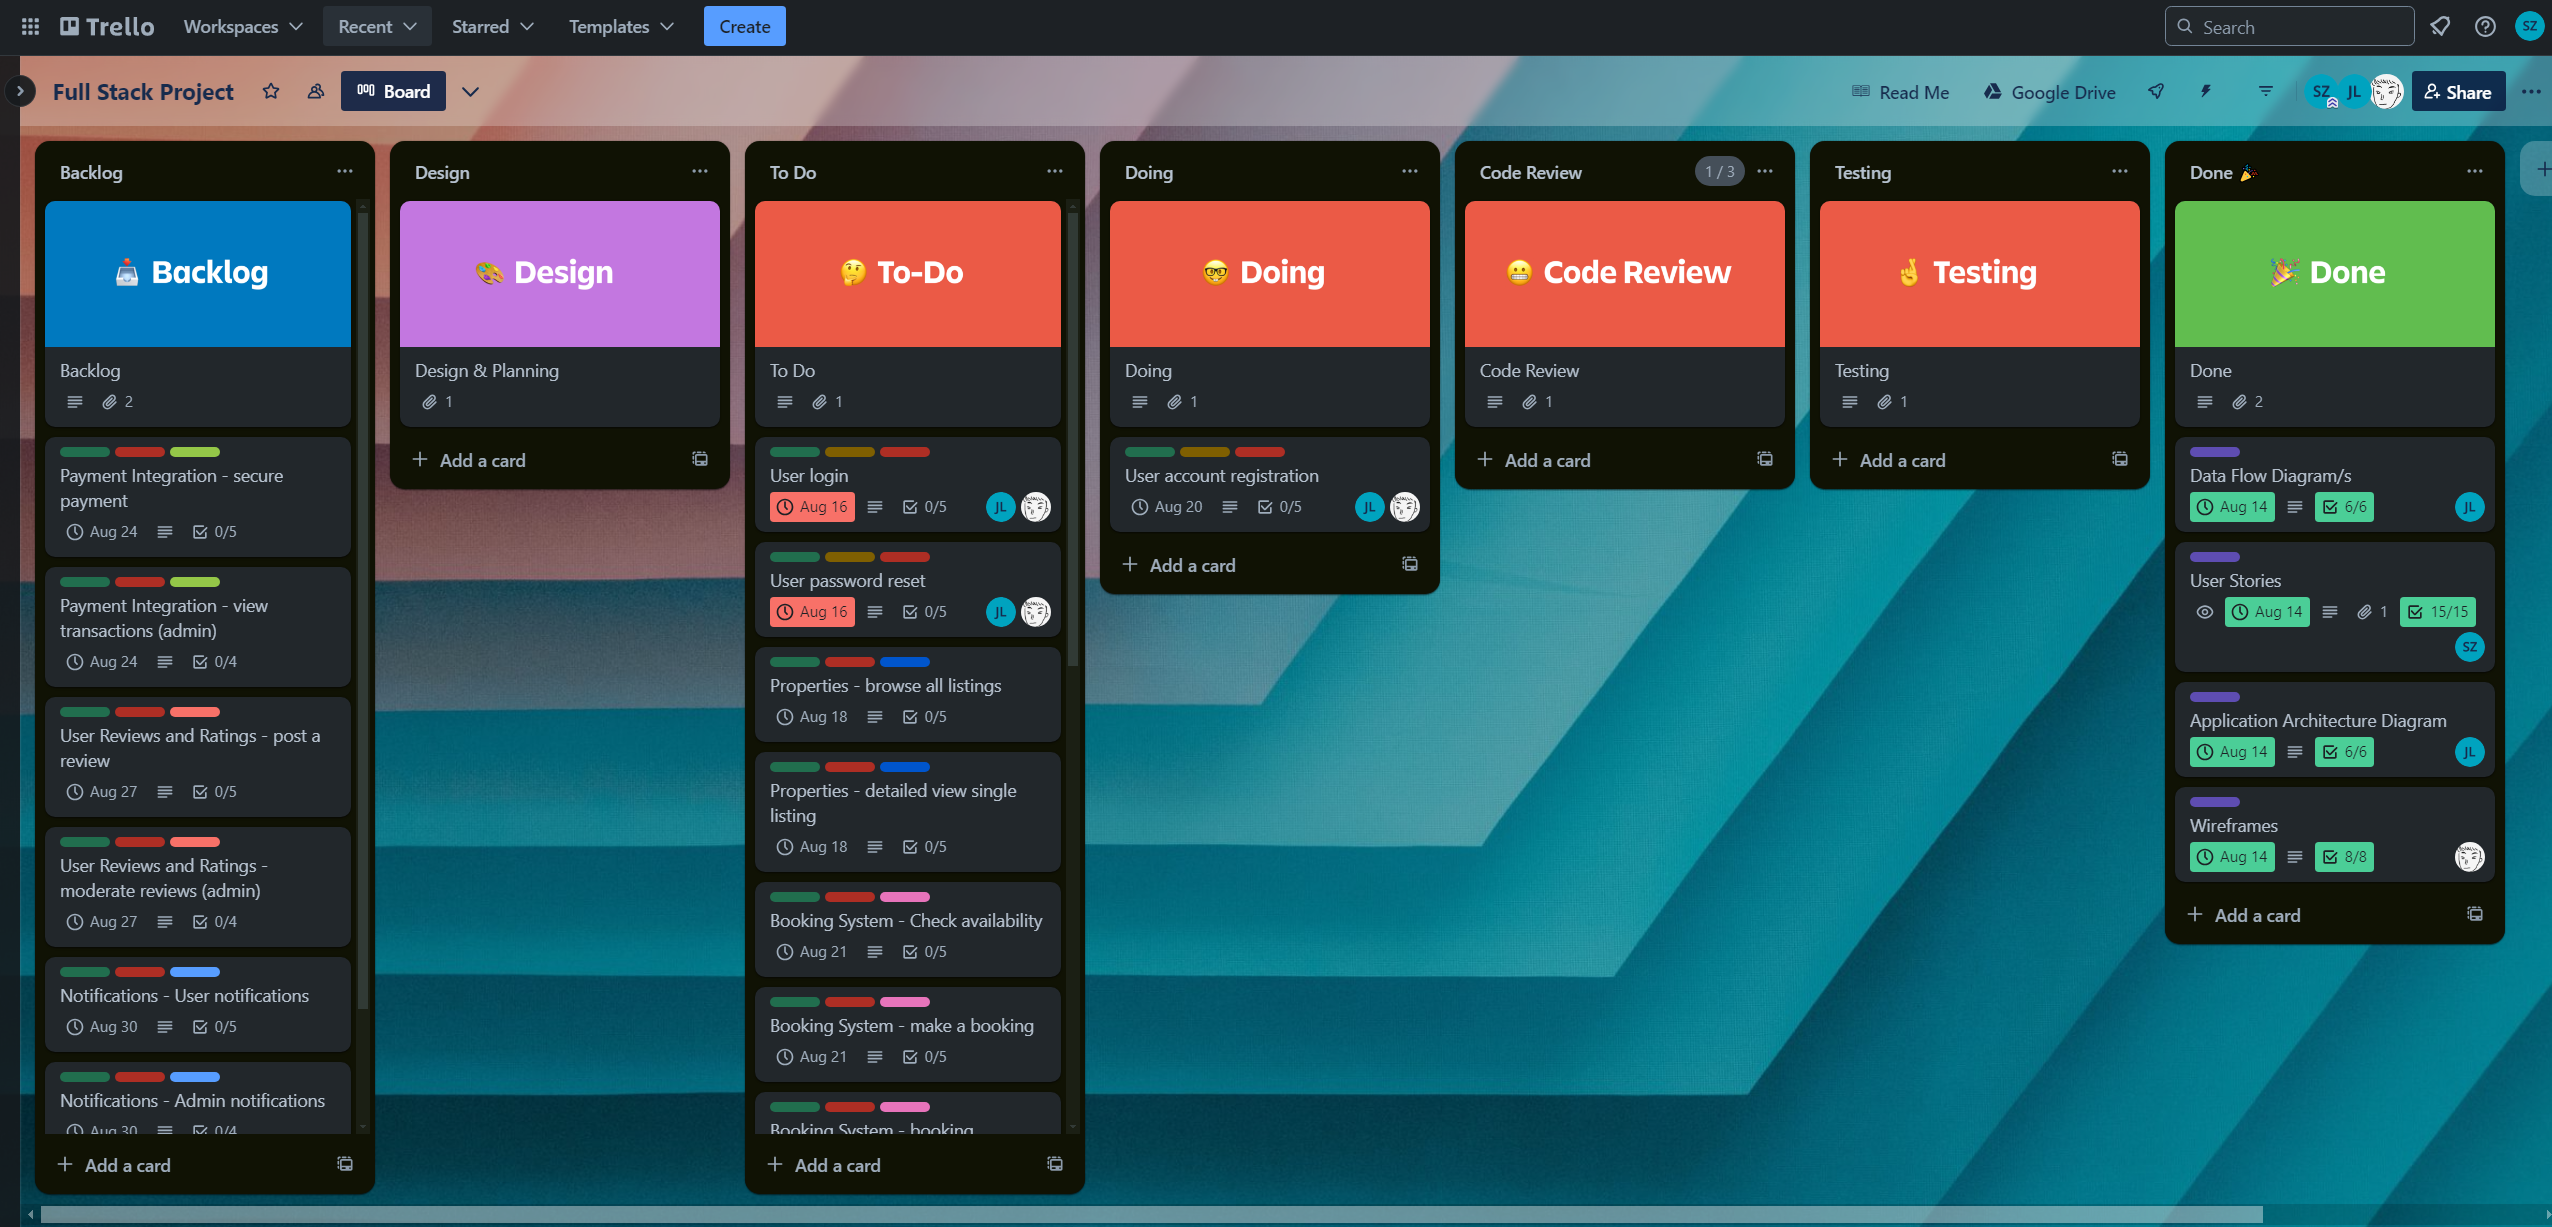 Trello
Workspaces
Recent
Starred
Templates
Create
Search
SZ
Full Stack Project
Board
Read Me
Google Drive
SZ
JL
Share
Backlog
Backlog
Backlog
2
Payment Integration - secure
payment
Aug 24
0/5
Payment Integration - view
transactions (admin)
Aug 24
0/4
User Reviews and Ratings - post a
review
Aug 27
0/5
User Reviews and Ratings -
moderate reviews (admin)
Aug 27
0/4
Notifications - User notifications
Aug 30
0/5
Notifications - Admin notifications
Aug 30
0/4
Add a card
Design
Design
Design & Planning
1
Add a card
To Do
To-Do
To Do
1
User login
Aug 16
0/5
JL
User password reset
Aug 16
0/5
JL
Properties - browse all listings
Aug 18
0/5
Properties - detailed view single
listing
Aug 18
0/5
Booking System - Check availability
Aug 21
0/5
Booking System - make a booking
Aug 21
0/5
Booking System - booking
Add a card
Doing
Doing
Doing
1
User account registration
Aug 20
0/5
JL
Add a card
Code Review
1 / 3
Code Review
Code Review
1
Add a card
Testing
Testing
Testing
1
Add a card
Done 🎉
Done
Done
2
Data Flow Diagram/s
Aug 14
6/6
JL
User Stories
Aug 14
1
15/15
SZ
Application Architecture Diagram
Aug 14
6/6
JL
Wireframes
Aug 14
8/8
Add a card